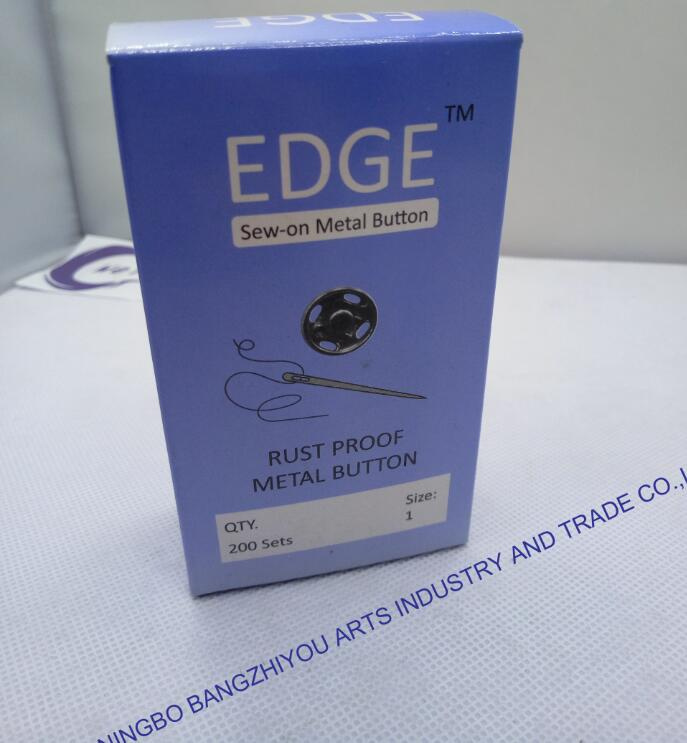 EDGE
EDGE™
Sew-on Metal Button
RUST PROOF
METAL BUTTON
QTY.
200 Sets
Size:
1
NINGBO BANGZHIYOU ARTS INDUSTRY AND TRADE CO.,